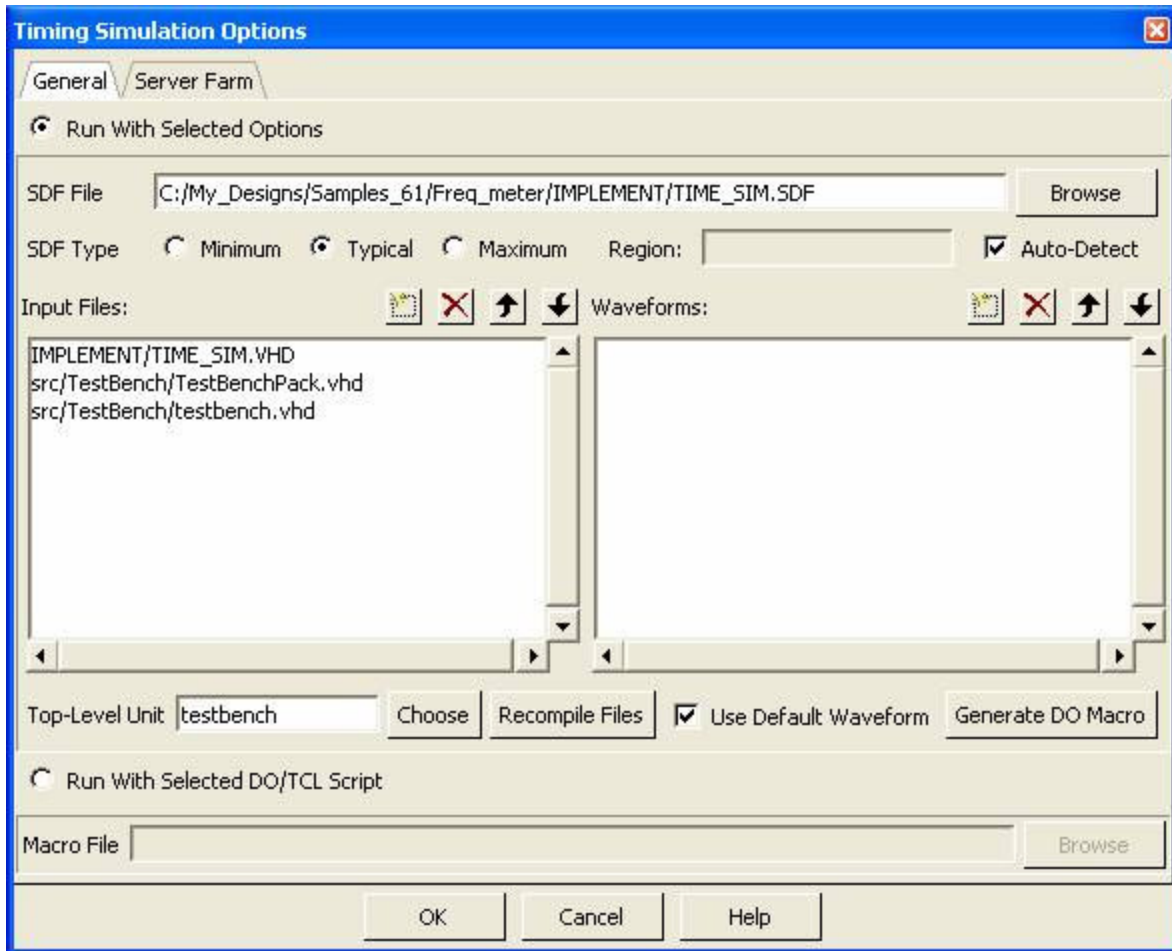 Timing Simulation Options
General Server Farm
Run With Selected Options
SDF File C:/My_Designs/Samples_61/Freq_meter/IMPLEMENT/TIME_SIM.SDF Browse
SDF Type Minimum Typical Maximum Region: Auto-Detect
Input Files: Waveforms:
IMPLEMENT/TIME_SIM.VHD
src/TestBench/TestBenchPack.vhd
src/TestBench/testbench.vhd
Top-Level Unit testbench Choose Recompile Files Use Default Waveform Generate DO Macro
Run With Selected DO/TCL Script
Macro File Browse
OK Cancel Help